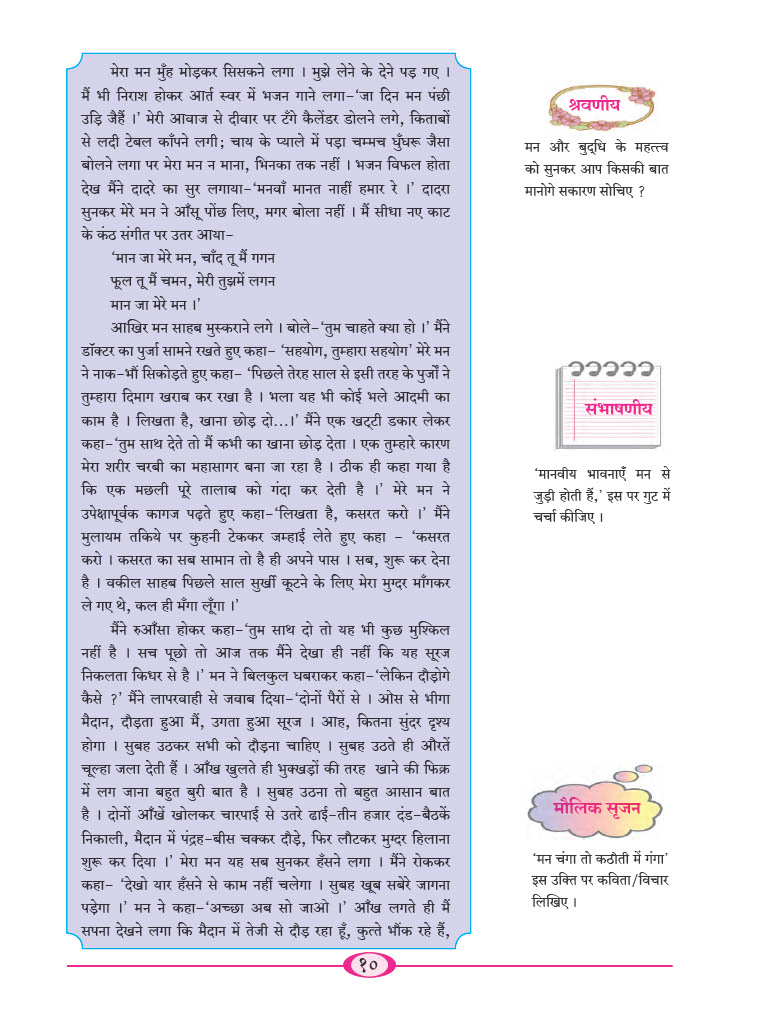 मेरा मन मुँह मोड़कर सिसकने लगा । मुझे लेने के देने पड़ गए ।
मैं भी निराश होकर आर्त स्वर में भजन गाने लगा-‘जा दिन मन पंछी
उड़ि जैहैं ।’ मेरी आवाज से दीवार पर टँगे कैलेंडर डोलने लगे, किताबों
से लदी टेबल काँपने लगी; चाय के प्याले में पड़ा चम्मच घुँघरू जैसा
बोलने लगा पर मेरा मन न माना, भिनका तक नहीं । भजन विफल होता
देख मैंने दादरे का सुर लगाया-‘मनवाँ मानत नाहीं हमार रे ।’ दादरा
सुनकर मेरे मन ने आँसू पोंछ लिए, मगर बोला नहीं । मैं सीधा नए काट
के कंठ संगीत पर उतर आया-
‘मान जा मेरे मन, चाँद तू मैं गगन
फूल तू मैं चमन, मेरी तुझमें लगन
मान जा मेरे मन ।’
आखिर मन साहब मुस्कराने लगे । बोले-‘तुम चाहते क्या हो ।’ मैंने
डॉक्टर का पुर्जा सामने रखते हुए कहा- ‘सहयोग, तुम्हारा सहयोग’ मेरे मन
ने नाक-भौं सिकोड़ते हुए कहा- ‘पिछले तेरह साल से इसी तरह के पुर्जों ने
तुम्हारा दिमाग खराब कर रखा है । भला यह भी कोई भले आदमी का
काम है । लिखता है, खाना छोड़ दो...।’ मैंने एक खट्‌टी डकार लेकर
कहा-‘तुम साथ देते तो मैं कभी का खाना छोड़ देता । एक तुम्हारे कारण
मेरा शरीर चरबी का महासागर बना जा रहा है । ठीक ही कहा गया है
कि एक मछली पूरे तालाब को गंदा कर देती है ।’ मेरे मन ने
उपेक्षापूर्वक कागज पढ़ते हुए कहा-‘लिखता है, कसरत करो ।’ मैंने
मुलायम तकिये पर कुहनी टेककर जम्हाई लेते हुए कहा - ‘कसरत
करो । कसरत का सब सामान तो है ही अपने पास । सब, शुरू कर देना
है । वकील साहब पिछले साल सुर्खी कूटने के लिए मेरा मुग्दर माँगकर
ले गए थे, कल ही मँगा लूँगा ।’
मैंने रुआँसा होकर कहा-‘तुम साथ दो तो यह भी कुछ मुश्किल
नहीं है । सच पूछो तो आज तक मैंने देखा ही नहीं कि यह सूरज
निकलता किधर से है ।’ मन ने बिलकुल घबराकर कहा-‘लेकिन दौड़ोगे
कैसे ?’ मैंने लापरवाही से जवाब दिया-‘दोनों पैरों से । ओस से भीगा
मैदान, दौड़ता हुआ मैं, उगता हुआ सूरज । आह, कितना सुंदर दृश्य
होगा । सुबह उठकर सभी को दौड़ना चाहिए । सुबह उठते ही औरतें
चूल्हा जला देती हैं । आँख खुलते ही भुक्खड़ों की तरह खाने की फिक्र
में लग जाना बहुत बुरी बात है । सुबह उठना तो बहुत आसान बात
है । दोनों आँखें खोलकर चारपाई से उतरे ढाई-तीन हजार दंड-बैठकें
निकाली, मैदान में पंद्रह-बीस चक्कर दौड़े, फिर लौटकर मुग्दर हिलाना
शुरू कर दिया ।’ मेरा मन यह सब सुनकर हँसने लगा । मैंने रोककर
कहा- ‘देखो यार हँसने से काम नहीं चलेगा । सुबह खूब सबेरे जागना
पड़ेगा ।’ मन ने कहा-‘अच्छा अब सो जाओ ।’ आँख लगते ही मैं
सपना देखने लगा कि मैदान में तेजी से दौड़ रहा हूँ, कुत्ते भौंक रहे हैं,
श्रवणीय
मन और बुद्‌धि के महत्त्व
को सुनकर आप किसकी बात
मानोगे सकारण सोचिए ?
संभाषणीय
‘मानवीय भावनाएँ मन से
जुड़ी होती हैं,’ इस पर गुट में
चर्चा कीजिए ।
मौलिक सृजन
‘मन चंगा तो कठौती में गंगा’
इस उक्ति पर कविता/विचार
लिखिए ।
१०